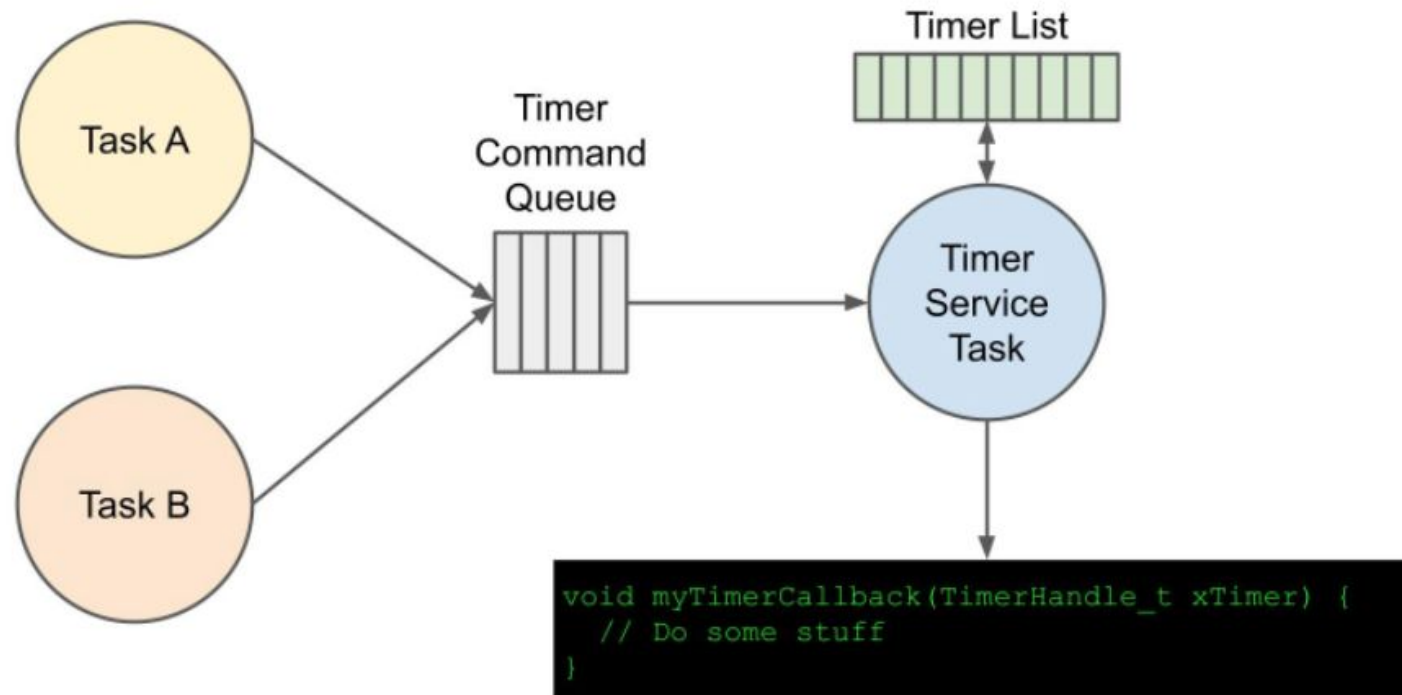 Timer List
Task A
Timer
Command
Queue
Timer
Service
Task
Task B
void myTimerCallback(TimerHandle_t xTimer) {
  // Do some stuff
}